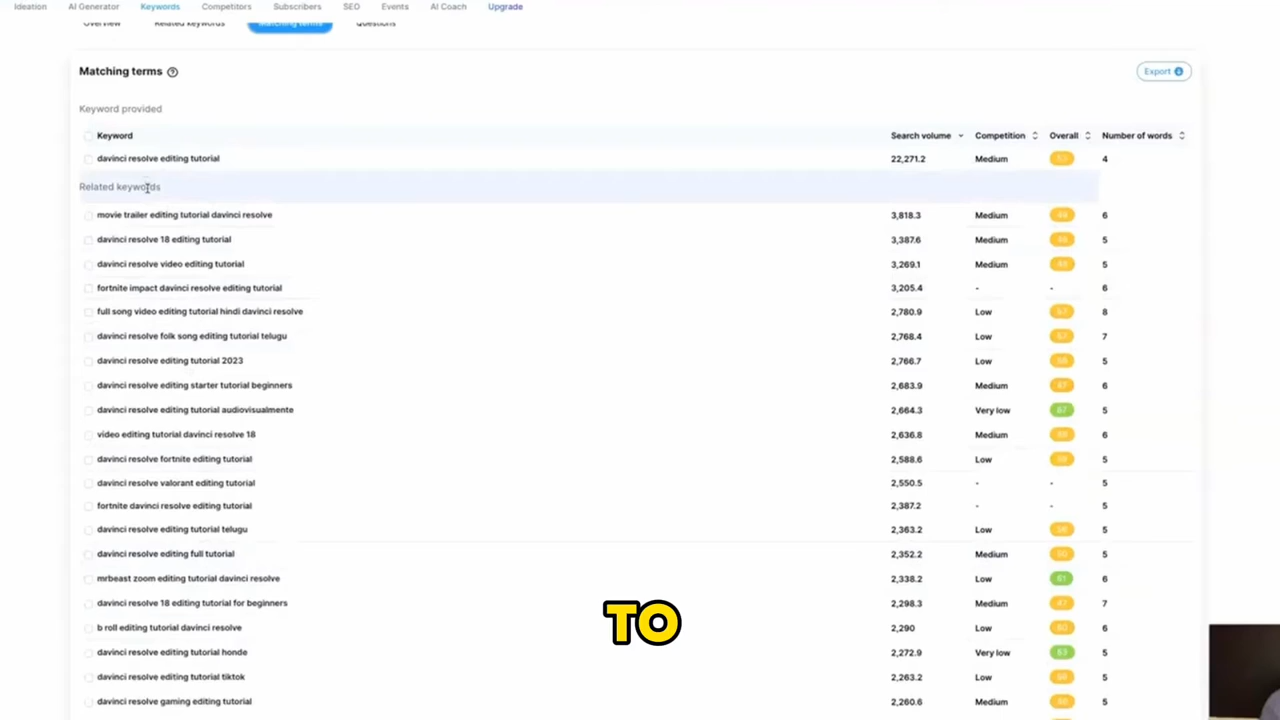 Ideation AI Generator Keywords Competitors Subscribers SEO Events AI Coach Upgrade
Overview Related keywords Matching terms Questions
Matching terms ? Export
Keyword provided
Keyword Search volume Competition Overall Number of words
davinci resolve editing tutorial 22,271.2 Medium 4
Related keywords
movie trailer editing tutorial davinci resolve 3,818.3 Medium 6
davinci resolve 18 editing tutorial 3,387.6 Medium 5
davinci resolve video editing tutorial 3,269.1 Medium 5
fortnite impact davinci resolve editing tutorial 3,205.4 - - 6
full song video editing tutorial hindi davinci resolve 2,780.9 Low 8
davinci resolve folk song editing tutorial telugu 2,768.4 Low 7
davinci resolve editing tutorial 2023 2,766.7 Low 5
davinci resolve editing starter tutorial beginners 2,683.9 Medium 6
davinci resolve editing tutorial audiovisualmente 2,664.3 Very low 67 5
video editing tutorial davinci resolve 18 2,636.8 Medium 6
davinci resolve fortnite editing tutorial 2,588.6 Low 5
davinci resolve valorant editing tutorial 2,550.5 - - 5
fortnite davinci resolve editing tutorial 2,387.2 - - 5
davinci resolve editing tutorial telugu 2,363.2 Low 5
davinci resolve editing full tutorial 2,352.2 Medium 5
mrbeast zoom editing tutorial davinci resolve 2,338.2 Low 61 6
davinci resolve 18 editing tutorial for beginners 2,298.3 Medium 7
b roll editing tutorial davinci resolve 2,290 Low 6
davinci resolve editing tutorial honde 2,272.9 Very low 63 5
davinci resolve editing tutorial tiktok 2,263.2 Low 5
davinci resolve gaming editing tutorial 2,260.6 Medium 5
TO